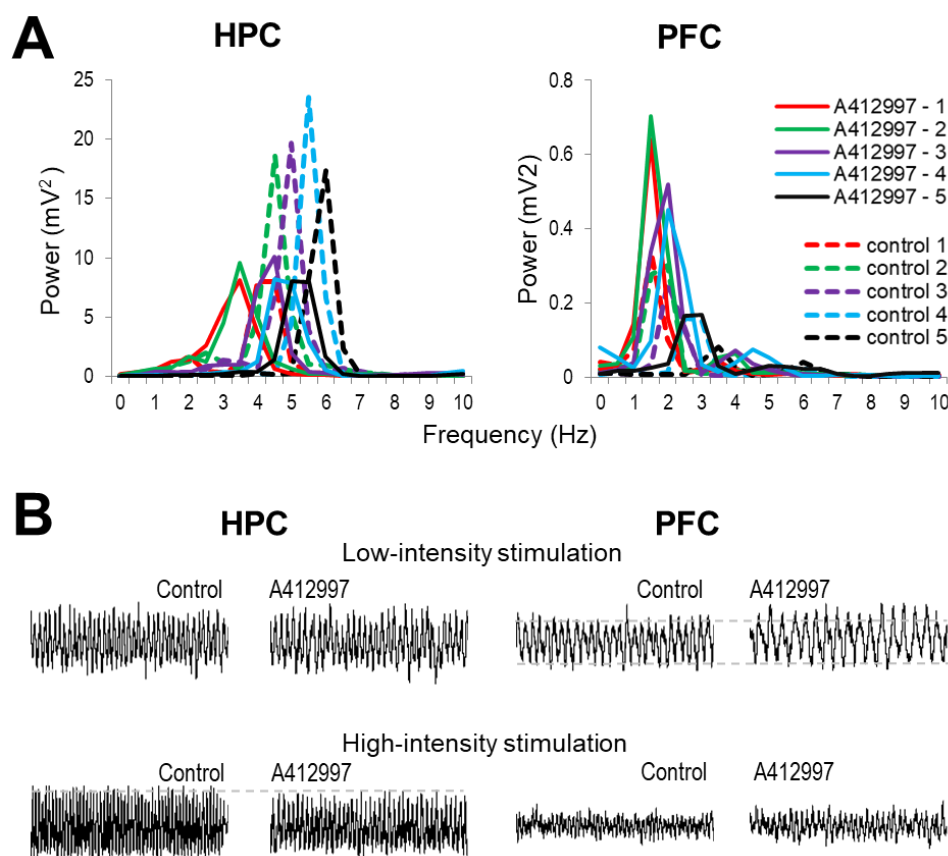 A
HPC
PFC
Power (mV²)
25
20
15
10
5
0
0 1 2 3 4 5 6 7 8 9 10
Power (mV2)
0.8
0.6
0.4
0.2
0
0 1 2 3 4 5 6 7 8 9 10
Frequency (Hz)
A412997 - 1
A412997 - 2
A412997 - 3
A412997 - 4
A412997 - 5
control 1
control 2
control 3
control 4
control 5
B
HPC
PFC
Low-intensity stimulation
Control A412997 Control A412997
High-intensity stimulation
Control A412997 Control A412997